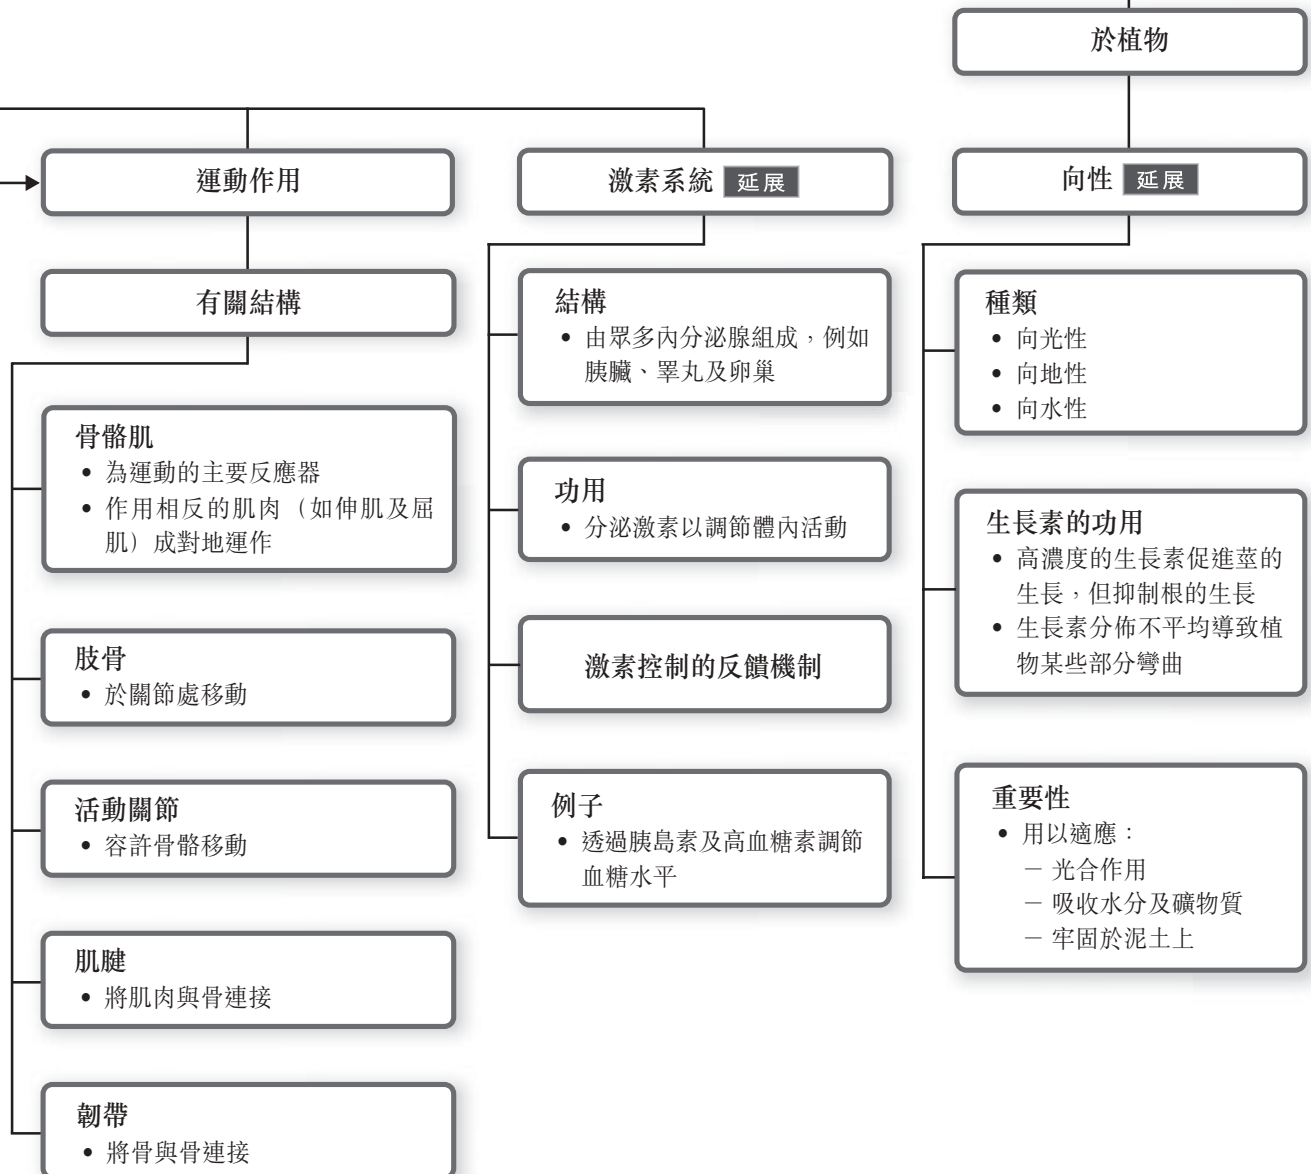 於植物
運動作用
激素系統 延展
向性 延展
有關結構
骨骼肌
• 為運動的主要反應器
• 作用相反的肌肉（如伸肌及屈
肌）成對地運作
肢骨
• 於關節處移動
活動關節
• 容許骨骼移動
肌腱
• 將肌肉與骨連接
韌帶
• 將骨與骨連接
結構
• 由眾多內分泌腺組成，例如
胰臟、睪丸及卵巢
功用
• 分泌激素以調節體內活動
激素控制的反饋機制
例子
• 透過胰島素及高血糖素調節
血糖水平
種類
• 向光性
• 向地性
• 向水性
生長素的功用
• 高濃度的生長素促進莖的
生長，但抑制根的生長
• 生長素分佈不平均導致植
物某些部分彎曲
重要性
• 用以適應：
－ 光合作用
－ 吸收水分及礦物質
－ 牢固於泥土上